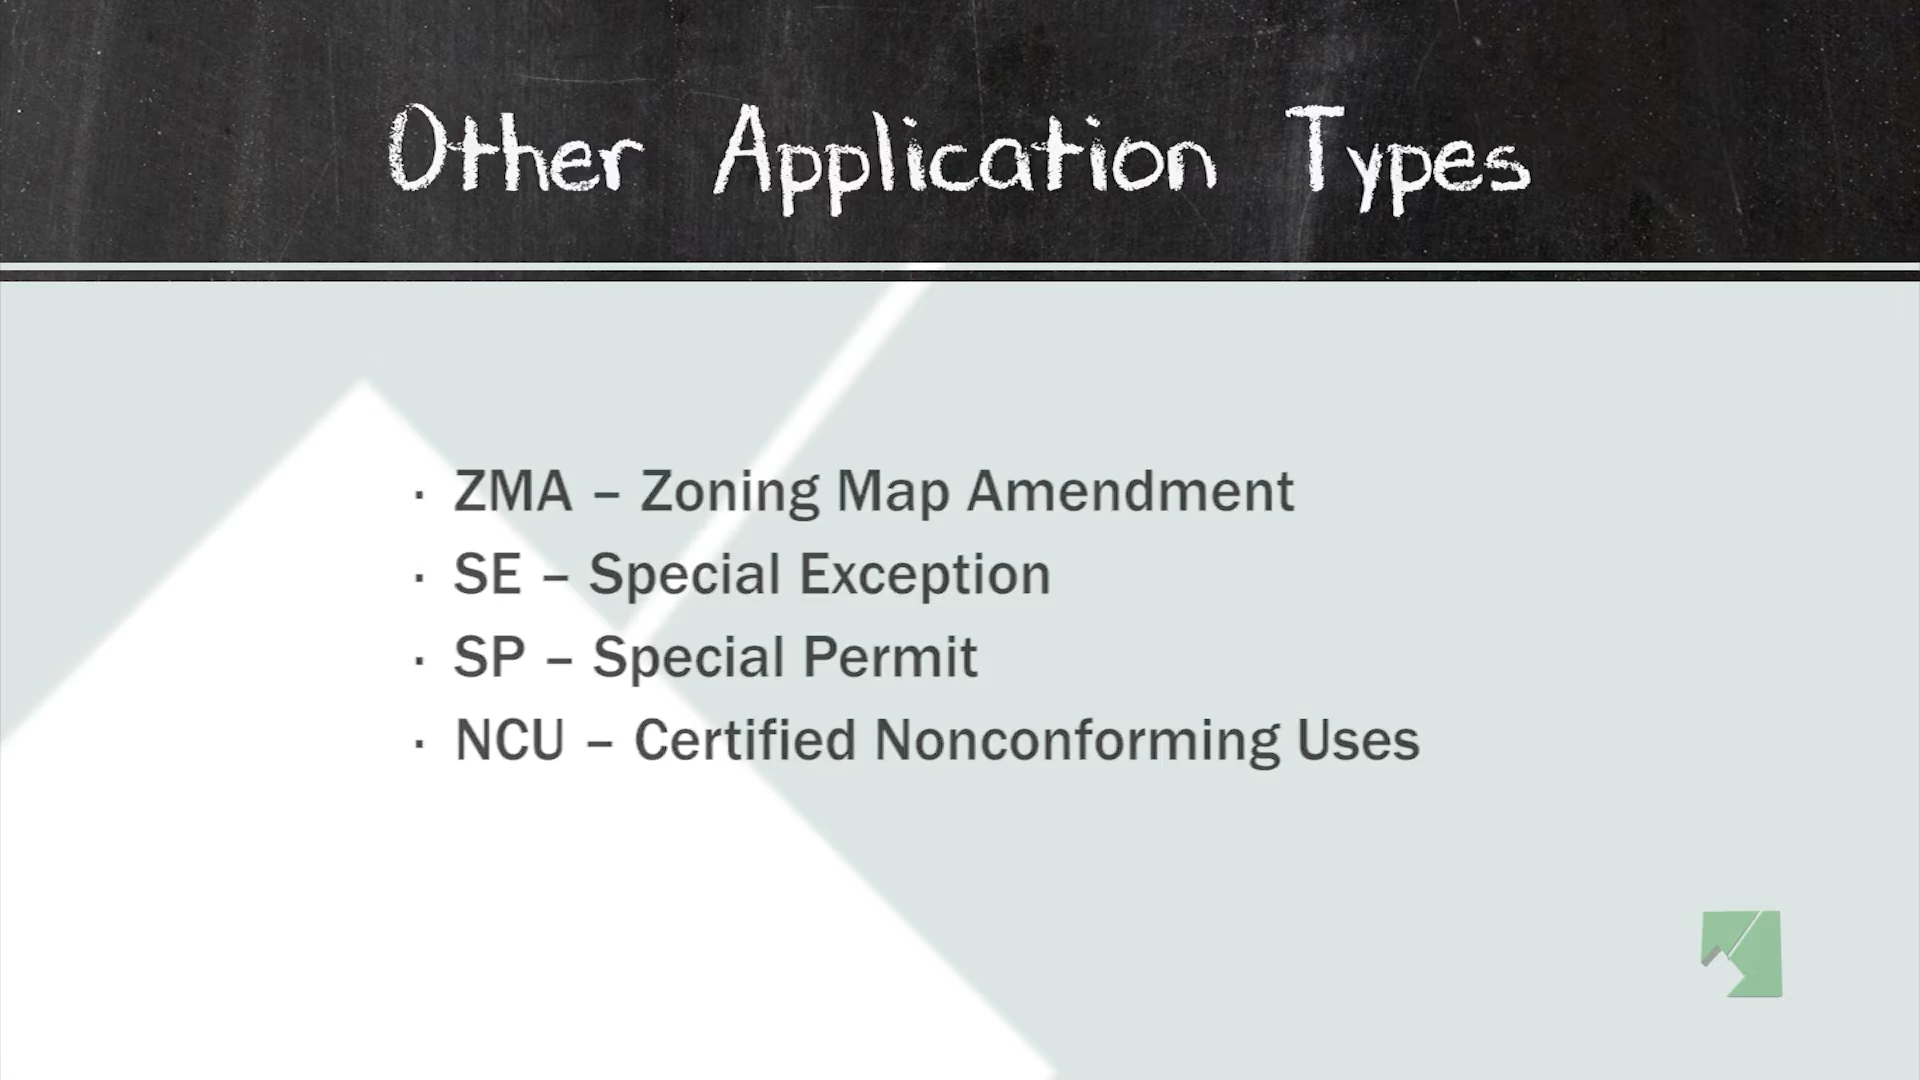 Other Application Types
· ZMA – Zoning Map Amendment
· SE – Special Exception
· SP – Special Permit
· NCU – Certified Nonconforming Uses